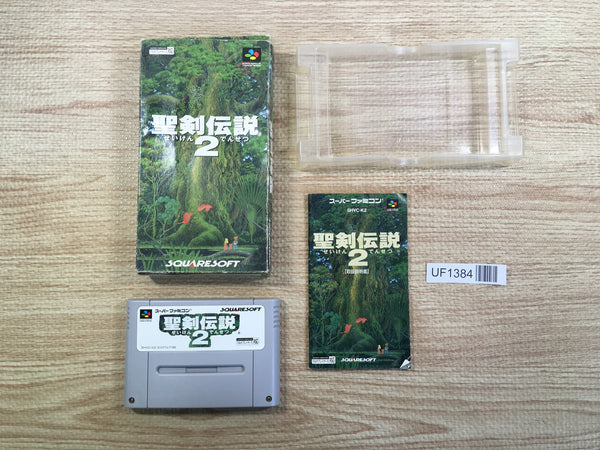 聖剣伝説
せいけん でんせつ
2
SQUARESOFT
スーパーファミコン
SHVC-K2
聖剣伝説
せいけん でんせつ
2
[取扱説明書]
SQUARESOFT
UF1384
スーパーファミコン
SQUARESOFT
聖剣伝説
せいけん でんせつ
2